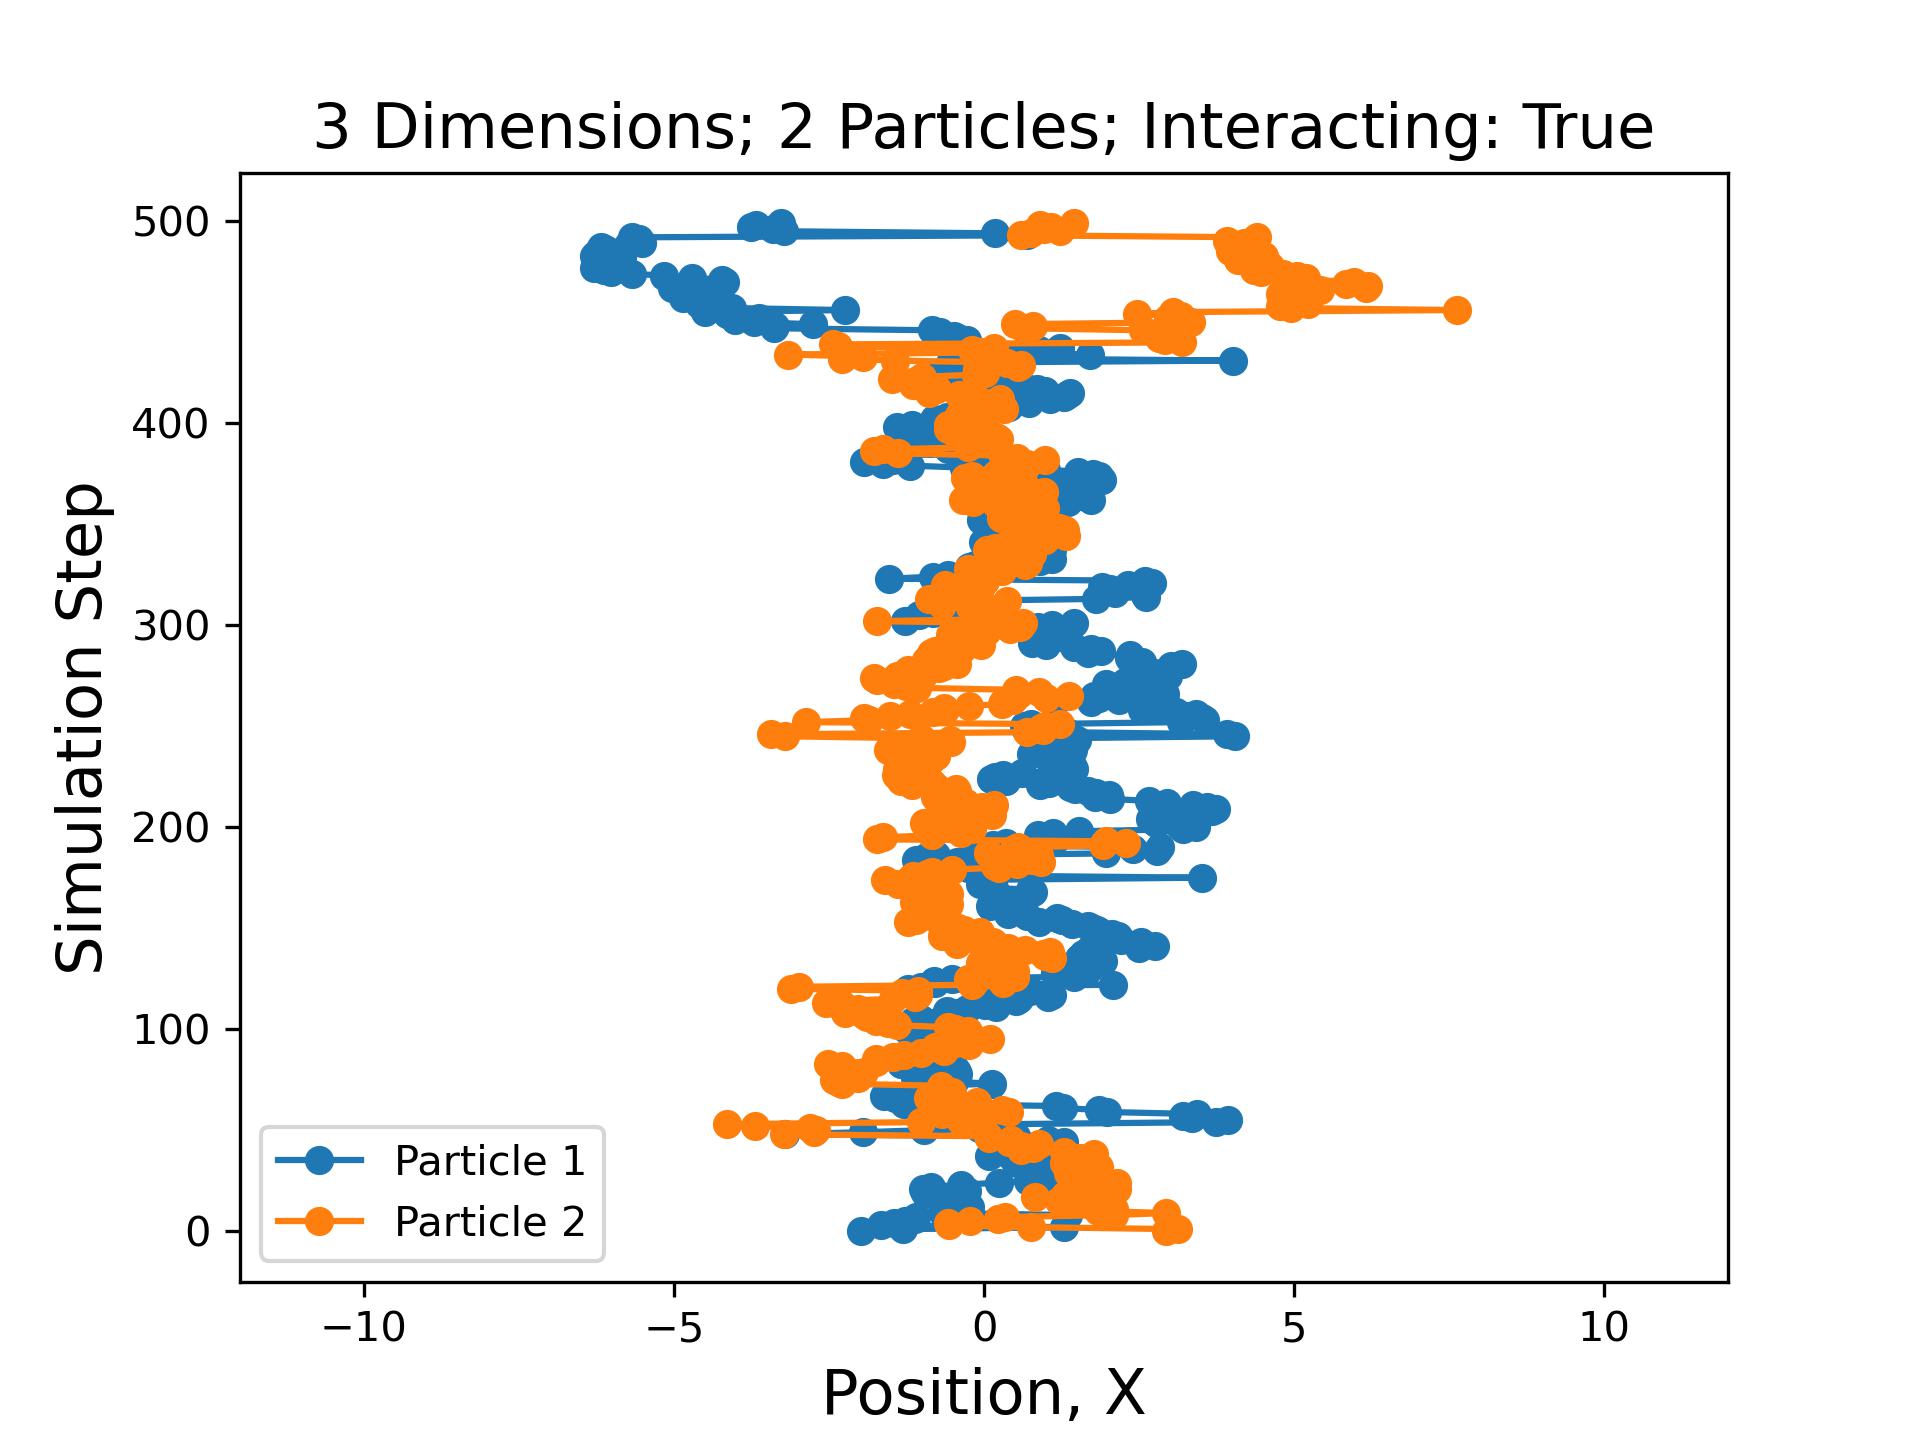 3 Dimensions; 2 Particles; Interacting: True
500
400
300
200
100
0
Simulation Step
Particle 1
Particle 2
−10
−5
0
5
10
Position, X